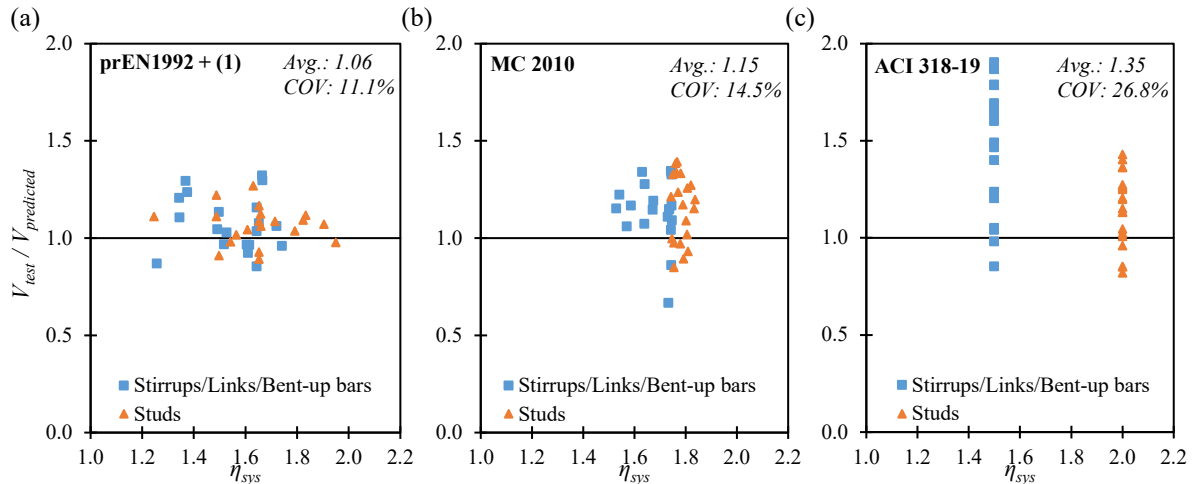 (a)
prEN1992 + (1)
Avg.: 1.06
COV: 11.1%
V_test / V_predicted
2.0
1.5
1.0
0.5
0.0
Stirrups/Links/Bent-up bars
Studs
1.0 1.2 1.4 1.6 1.8 2.0 2.2
η_sys
(b)
MC 2010
Avg.: 1.15
COV: 14.5%
2.0
1.5
1.0
0.5
0.0
Stirrups/Links/Bent-up bars
Studs
1.0 1.2 1.4 1.6 1.8 2.0 2.2
η_sys
(c)
ACI 318-19
Avg.: 1.35
COV: 26.8%
2.0
1.5
1.0
0.5
0.0
Stirrups/Links/Bent-up bars
Studs
1.0 1.2 1.4 1.6 1.8 2.0 2.2
η_sys